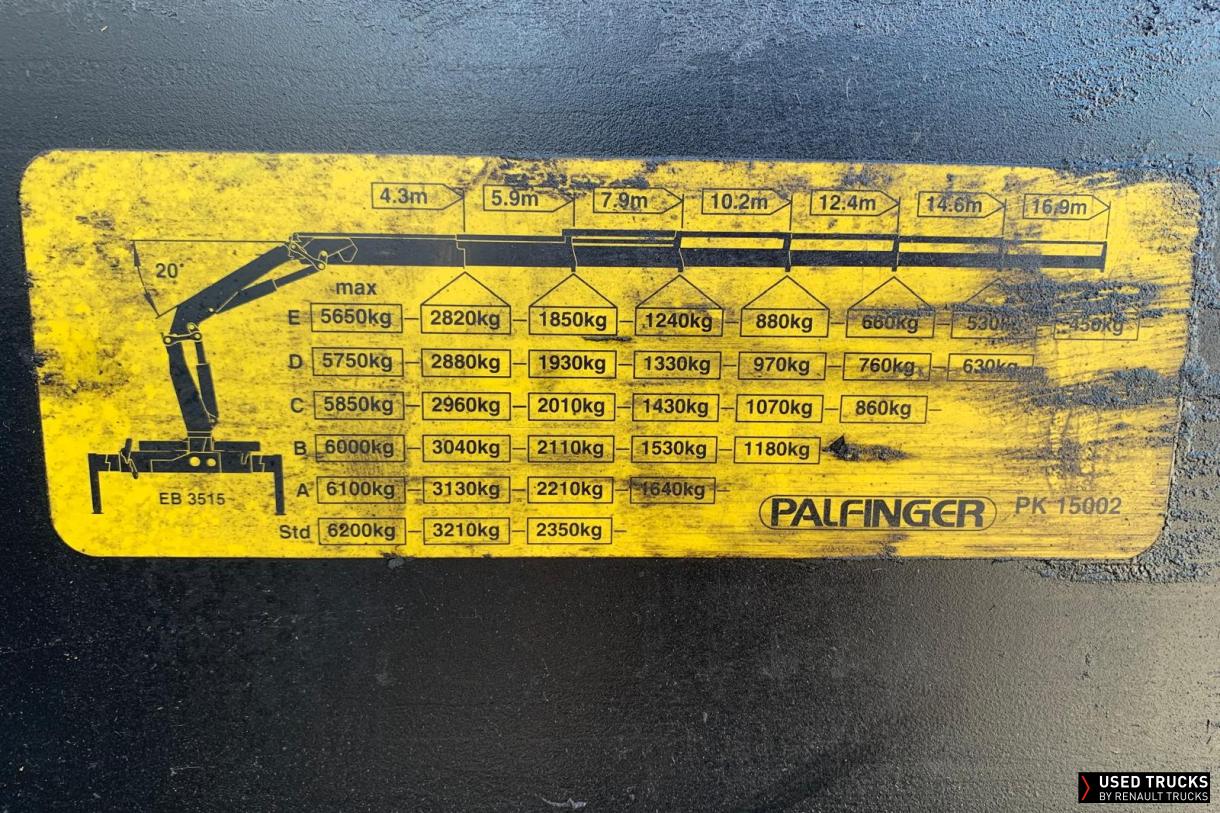 4.3m 5.9m 7.9m 10.2m 12.4m 14.6m 16.9m
20°
max
E 5650kg 2820kg 1850kg 1240kg 880kg 660kg 530kg 450kg
D 5750kg 2880kg 1930kg 1330kg 970kg 760kg 630kg
C 5850kg 2960kg 2010kg 1430kg 1070kg 860kg
B 6000kg 3040kg 2110kg 1530kg 1180kg
A 6100kg 3130kg 2210kg 1640kg
EB 3515
PALFINGER PK 15002
Std 6200kg 3210kg 2350kg
USED TRUCKS
BY RENAULT TRUCKS